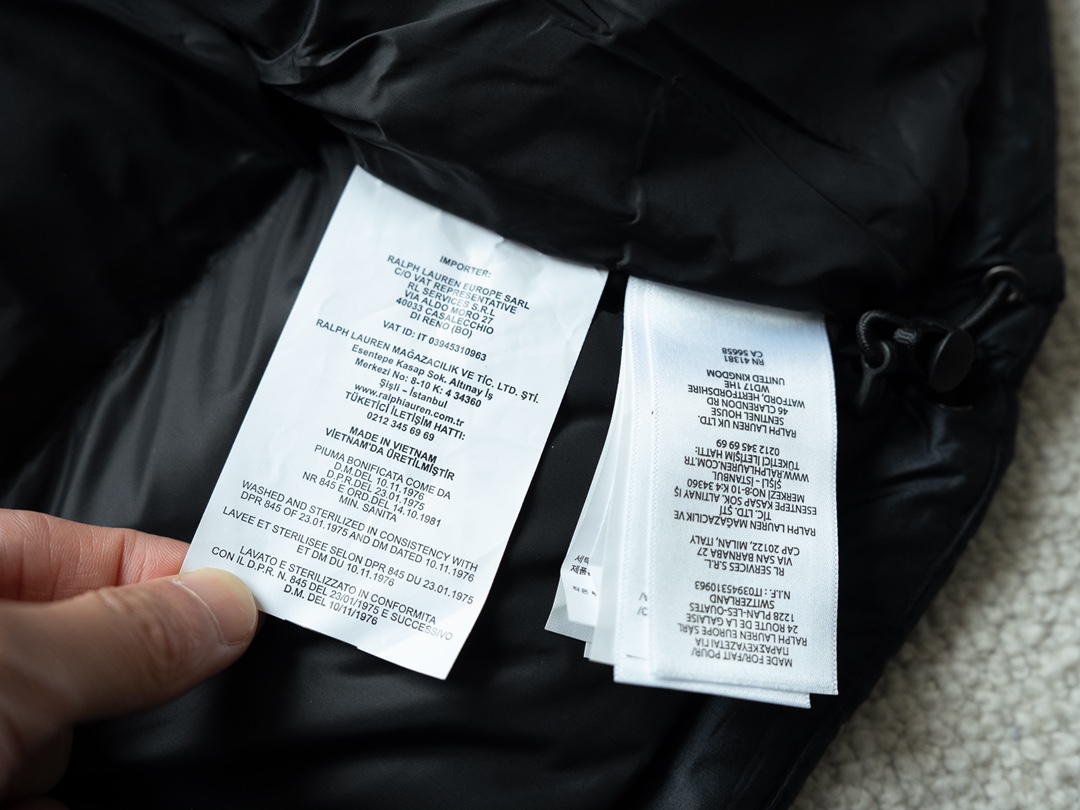 IMPORTER:
RALPH LAUREN EUROPE SARL
C/O VAT REPRESENTATIVE
RL SERVICES S.R.L
VIA ALDO MORO 27
40033 CASALECCHIO
DI RENO (BO)
VAT ID: IT 03945310963
RALPH LAUREN MAĞAZACILIK VE TİC. LTD. ŞTİ.
Esentepe Kasap Sok. Altınay İş
Merkezi No: 8-10 K: 4 34360
Şişli – İstanbul
www.ralphlauren.com.tr
TÜKETİCİ İLETİŞİM HATTI:
0212 345 69 69
MADE IN VIETNAM
VİETNAM'DA ÜRETİLMİŞTİR
PIUMA BONIFICATA COME DA
D.M.DEL 10.11.1976
D.P.R.DEL 23.01.1975
NR 845 E ORD.DEL 14.10.1981
MIN. SANITA
WASHED AND STERILIZED IN CONSISTENCY WITH
DPR 845 OF 23.01.1975 AND DM DATED 10.11.1976
LAVEE ET STERILISEE SELON DPR 845 DU 23.01.1975
ET DM DU 10.11.1976
LAVATO E STERILIZZATO IN CONFORMITA
CON IL D.P.R. N. 845 DEL 23/01/1975 E SUCCESSIVO
D.M. DEL 10/11/1976
MADE FOR/FAIT POUR/
ΠΑΡΑΣΚΕΥΑΖΕΤΑΙ ΓΙΑ
RALPH LAUREN EUROPE SÀRL
24 ROUTE DE LA GALAISE
1228 PLAN-LES-OUATES
SWITZERLAND
N.I.F. : IT03945310963
RL SERVICES S.R.L.
VIA SAN BARNABA 27
CAP 20122, MILAN, ITALY
RALPH LAUREN MAĞAZACILIK VE
TİC. LTD. ŞTİ
ESENTEPE KASAP SOK. ALTINAY İŞ
MERKEZİ NO:8-10 K:4 34360
ŞİŞLİ- İSTANBUL
WWW.RALPH-LAUREN.COM.TR
TÜKETİCİ İLETİŞİM HATTI:
0212 345 69 69
RALPH LAUREN UK LTD.
SENTINEL HOUSE
46 CLARENDON RD
WATFORD, HERTFORDSHIRE
WD17 1HE
UNITED KINGDOM
RN 41381
CA 56658